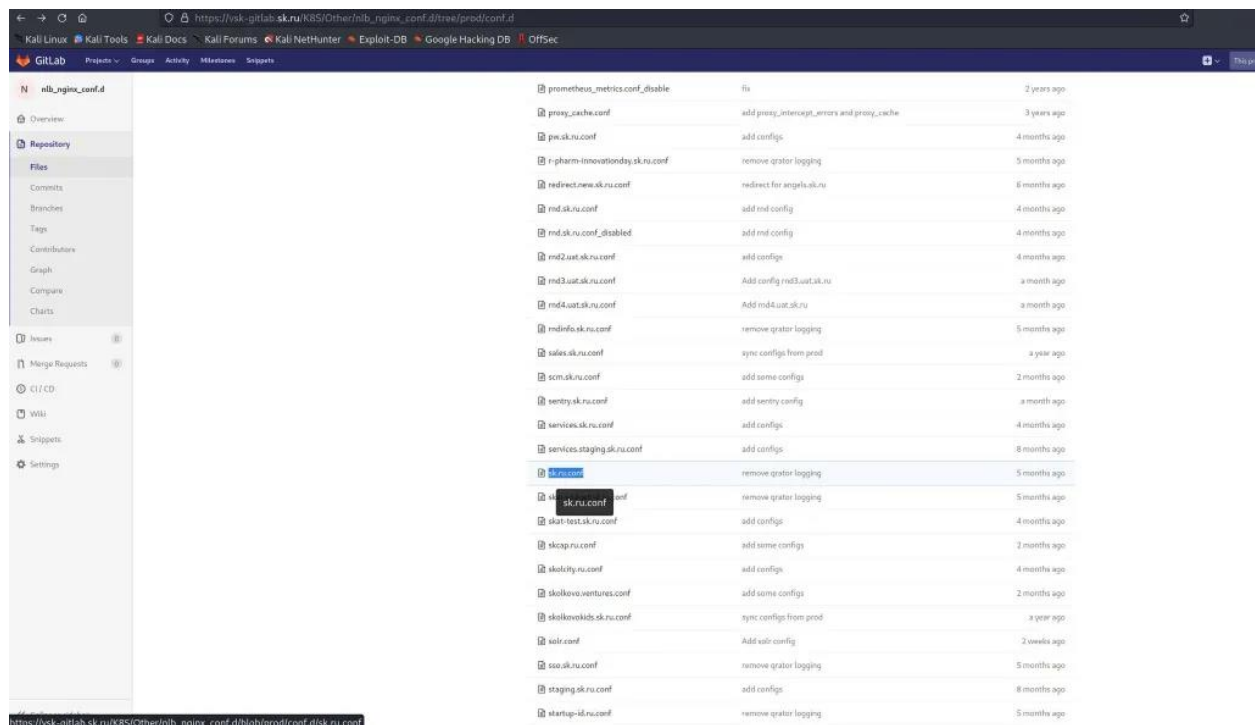 https://vsk-gitlab.sk.ru/K8S/Other/nlb_nginx_conf.d/tree/prod/conf.d
Kali Linux Kali Tools Kali Docs Kali Forums Kali NetHunter Exploit-DB Google Hacking DB OffSec
GitLab Projects Groups Activity Milestones Snippets This pr
N nlb_nginx_conf.d
Overview
Repository
Files
Commits
Branches
Tags
Contributors
Graph
Compare
Charts
Issues 0
Merge Requests 0
CI / CD
Wiki
Snippets
Settings
prometheus_metrics.conf_disable fix 2 years ago
proxy_cache.conf add proxy_intercept_errors and proxy_cache 3 years ago
pw.sk.ru.conf add configs 4 months ago
r-pharm-innovationday.sk.ru.conf remove qrator logging 5 months ago
redirect.new.sk.ru.conf redirect for angels.sk.ru 6 months ago
rnd.sk.ru.conf add rnd config 4 months ago
rnd.sk.ru.conf_disabled add rnd config 4 months ago
rnd2.uat.sk.ru.conf add configs 4 months ago
rnd3.uat.sk.ru.conf Add config rnd3.uat.sk.ru a month ago
rnd4.uat.sk.ru.conf Add rnd4.uat.sk.ru a month ago
rndinfo.sk.ru.conf remove qrator logging 5 months ago
sales.sk.ru.conf sync configs from prod a year ago
scm.sk.ru.conf add some configs 2 months ago
sentry.sk.ru.conf add sentry config a month ago
services.sk.ru.conf add configs 4 months ago
services.staging.sk.ru.conf add configs 8 months ago
sk.ru.conf remove qrator logging 5 months ago
sk.ru.conf
remove qrator logging 5 months ago
skat-test.sk.ru.conf add configs 4 months ago
skcap.ru.conf add some configs 2 months ago
skolcity.ru.conf add configs 4 months ago
skolkovo.ventures.conf add some configs 2 months ago
skolkovokids.sk.ru.conf sync configs from prod a year ago
solr.conf Add solr config 2 weeks ago
sso.sk.ru.conf remove qrator logging 5 months ago
staging.sk.ru.conf add configs 8 months ago
startup-id.ru.conf remove qrator logging 5 months ago
https://vsk-gitlab.sk.ru/K8S/Other/nlb_nginx_conf.d/blob/prod/conf.d/sk.ru.conf